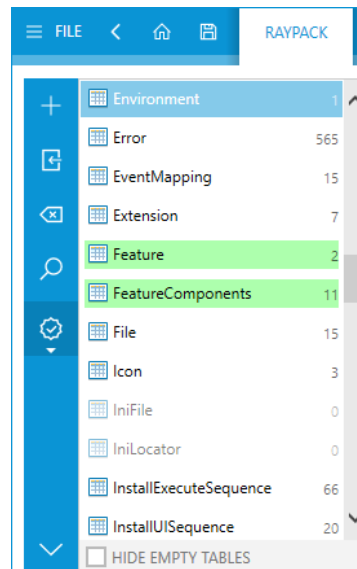 FILE RAYPACK
Environment 1
Error 565
EventMapping 15
Extension 7
Feature 2
FeatureComponents 11
File 15
Icon 3
IniFile 0
IniLocator 0
InstallExecuteSequence 66
InstallUISequence 20
HIDE EMPTY TABLES